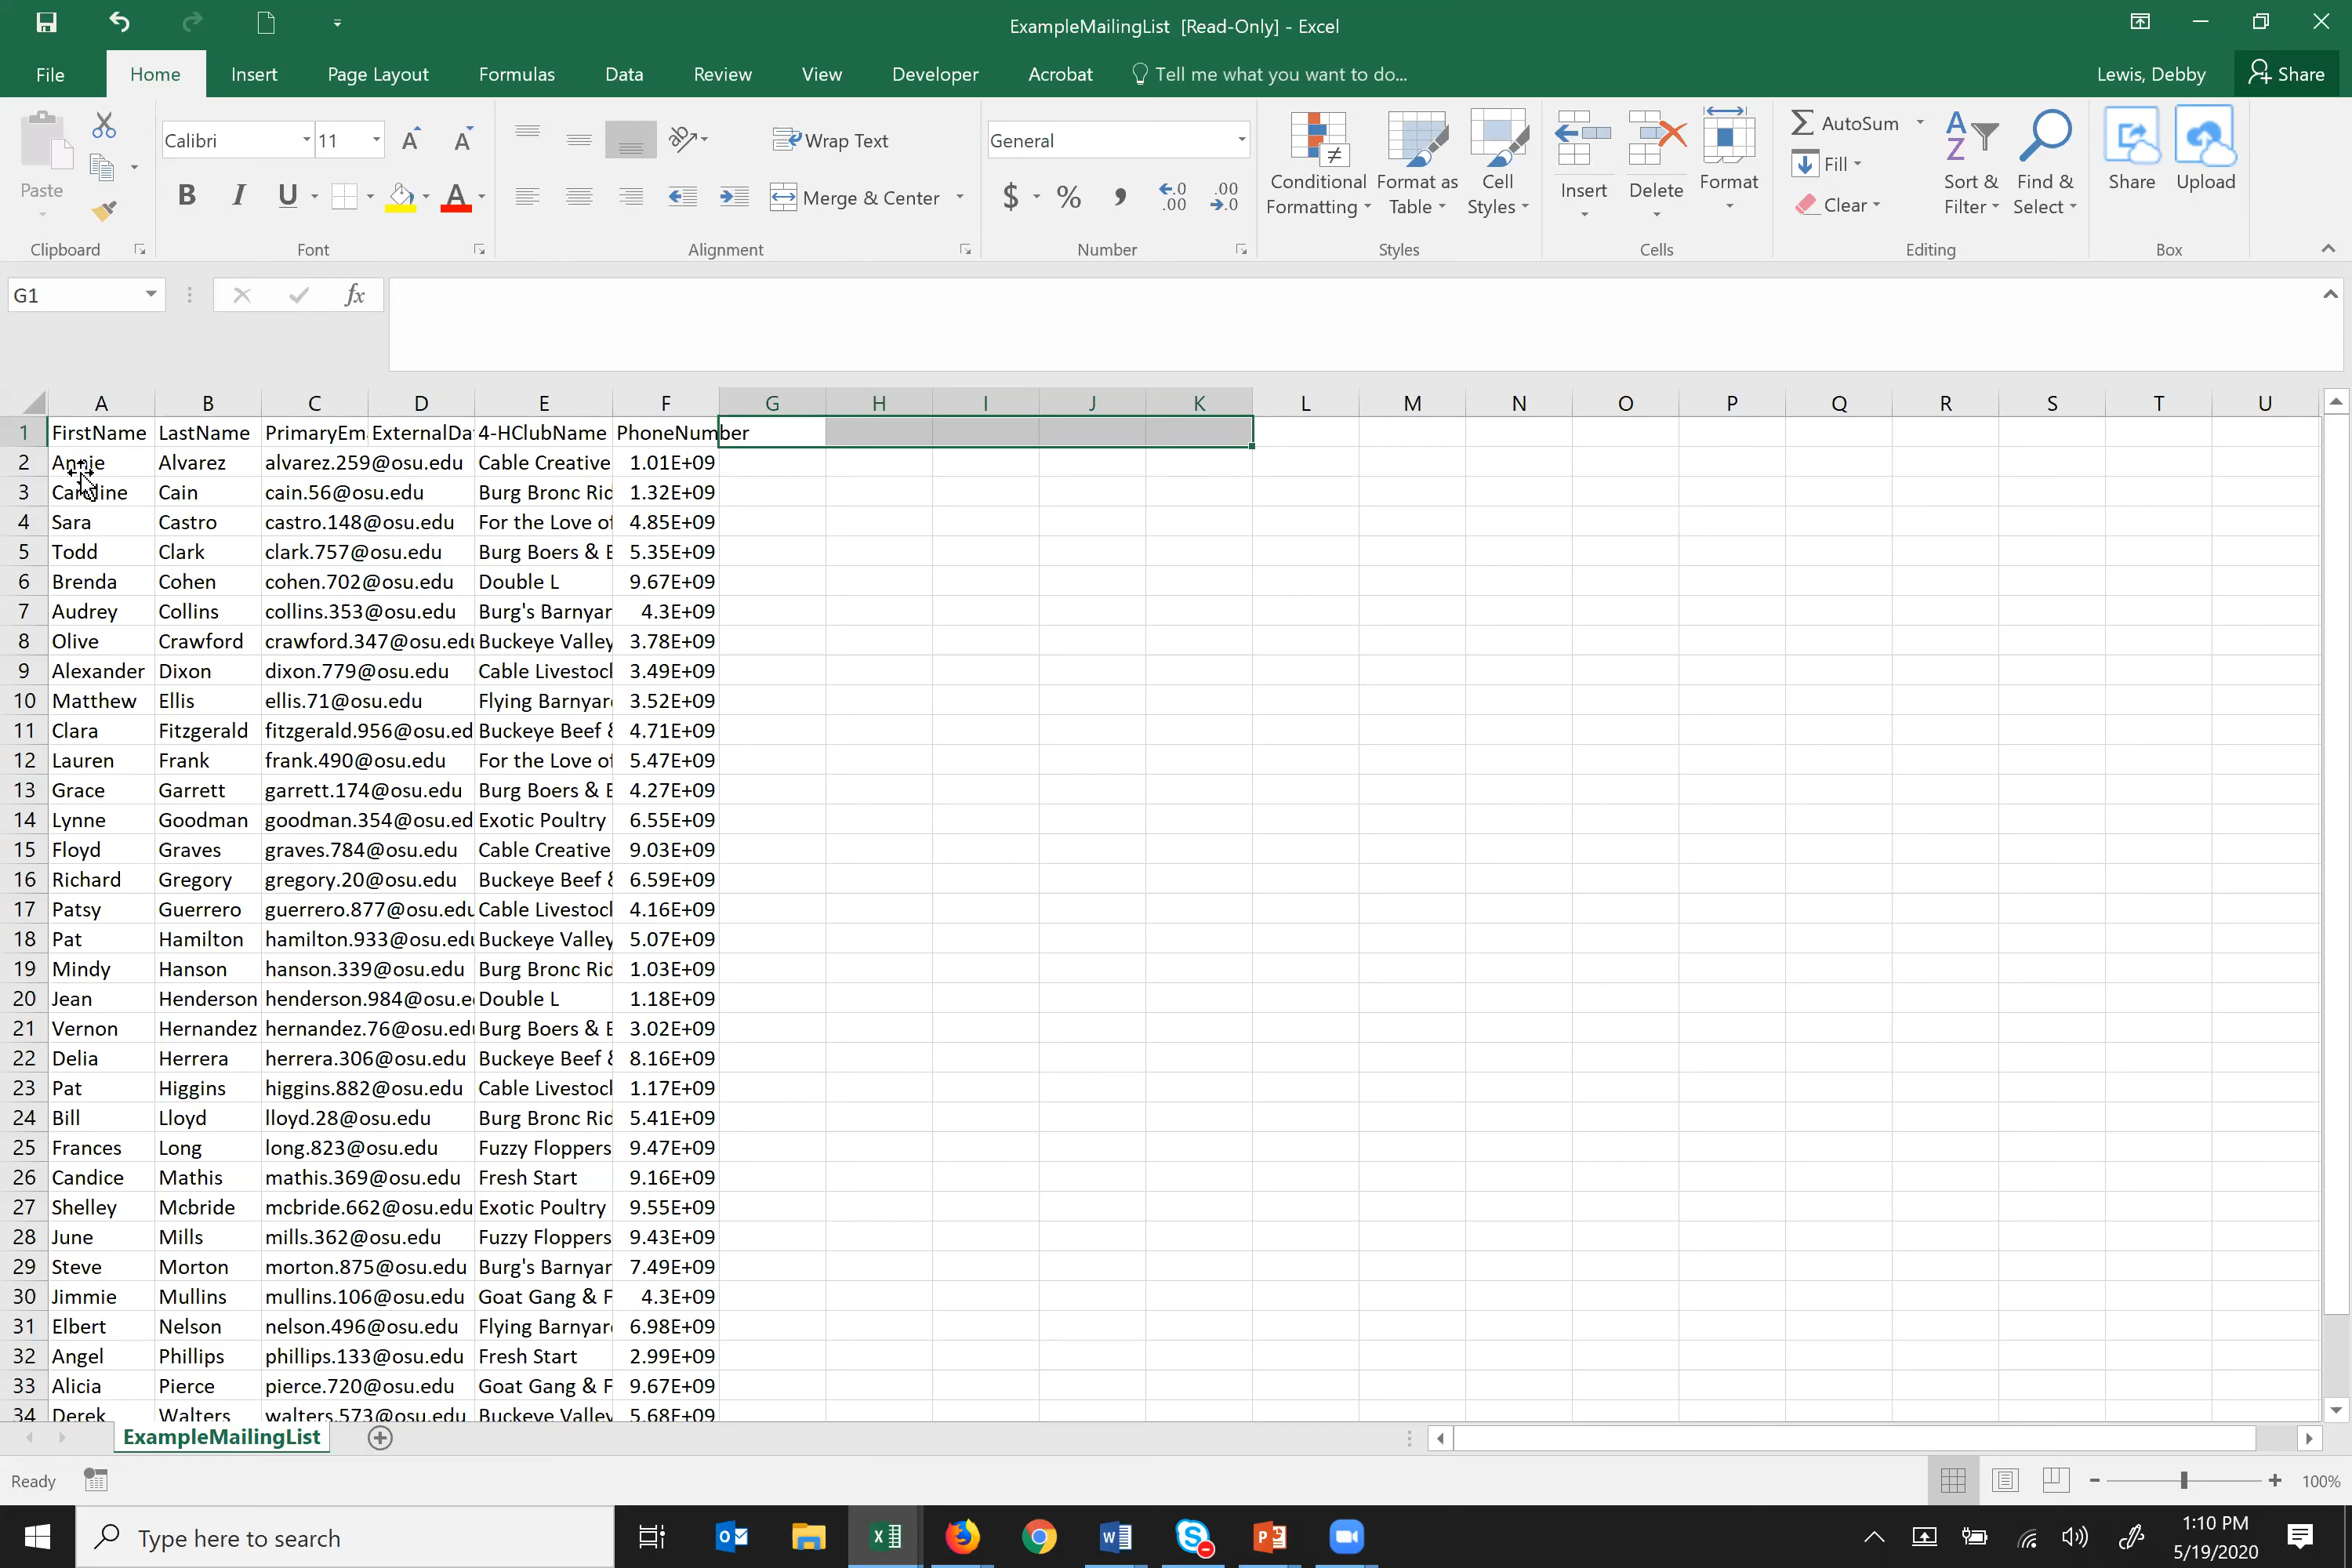 ExampleMailingList [Read-Only] - Excel
File Home Insert Page Layout Formulas Data Review View Developer Acrobat Tell me what you want to do... Lewis, Debby Share
Paste
Clipboard
Calibri 11
B I U
Font
Wrap Text
Merge & Center
Alignment
General
$ % ,
Number
Conditional Formatting
Format as Table
Cell Styles
Styles
Insert Delete Format
Cells
AutoSum
Fill
Clear
Sort & Filter
Find & Select
Editing
Share Upload
Box
G1 fx
A B C D E F G H I J K L M N O P Q R S T U
1 FirstName LastName PrimaryEm ExternalDa 4-HClubName PhoneNumber
2 Annie Alvarez alvarez.259@osu.edu Cable Creative 1.01E+09
3 Caroline Cain cain.56@osu.edu Burg Bronc Rid 1.32E+09
4 Sara Castro castro.148@osu.edu For the Love of 4.85E+09
5 Todd Clark clark.757@osu.edu Burg Boers & B 5.35E+09
6 Brenda Cohen cohen.702@osu.edu Double L 9.67E+09
7 Audrey Collins collins.353@osu.edu Burg's Barnyar 4.3E+09
8 Olive Crawford crawford.347@osu.edu Buckeye Valley 3.78E+09
9 Alexander Dixon dixon.779@osu.edu Cable Livestock 3.49E+09
10 Matthew Ellis ellis.71@osu.edu Flying Barnyar 3.52E+09
11 Clara Fitzgerald fitzgerald.956@osu.ed Buckeye Beef & 4.71E+09
12 Lauren Frank frank.490@osu.edu For the Love of 5.47E+09
13 Grace Garrett garrett.174@osu.edu Burg Boers & B 4.27E+09
14 Lynne Goodman goodman.354@osu.ed Exotic Poultry 6.55E+09
15 Floyd Graves graves.784@osu.edu Cable Creative 9.03E+09
16 Richard Gregory gregory.20@osu.edu Buckeye Beef & 6.59E+09
17 Patsy Guerrero guerrero.877@osu.edu Cable Livestock 4.16E+09
18 Pat Hamilton hamilton.933@osu.edu Buckeye Valley 5.07E+09
19 Mindy Hanson hanson.339@osu.edu Burg Bronc Rid 1.03E+09
20 Jean Henderson henderson.984@osu.e Double L 1.18E+09
21 Vernon Hernandez hernandez.76@osu.edu Burg Boers & B 3.02E+09
22 Delia Herrera herrera.306@osu.edu Buckeye Beef & 8.16E+09
23 Pat Higgins higgins.882@osu.edu Cable Livestock 1.17E+09
24 Bill Lloyd lloyd.28@osu.edu Burg Bronc Rid 5.41E+09
25 Frances Long long.823@osu.edu Fuzzy Floppers 9.47E+09
26 Candice Mathis mathis.369@osu.edu Fresh Start 9.16E+09
27 Shelley Mcbride mcbride.662@osu.edu Exotic Poultry 9.55E+09
28 June Mills mills.362@osu.edu Fuzzy Floppers 9.43E+09
29 Steve Morton morton.875@osu.edu Burg's Barnyar 7.49E+09
30 Jimmie Mullins mullins.106@osu.edu Goat Gang & F 4.3E+09
31 Elbert Nelson nelson.496@osu.edu Flying Barnyar 6.98E+09
32 Angel Phillips phillips.133@osu.edu Fresh Start 2.99E+09
33 Alicia Pierce pierce.720@osu.edu Goat Gang & F 9.67E+09
34 Derek Walters walters.573@osu.edu Buckeye Valley 5.68E+09
ExampleMailingList
Ready 100%
Type here to search
1:10 PM
5/19/2020